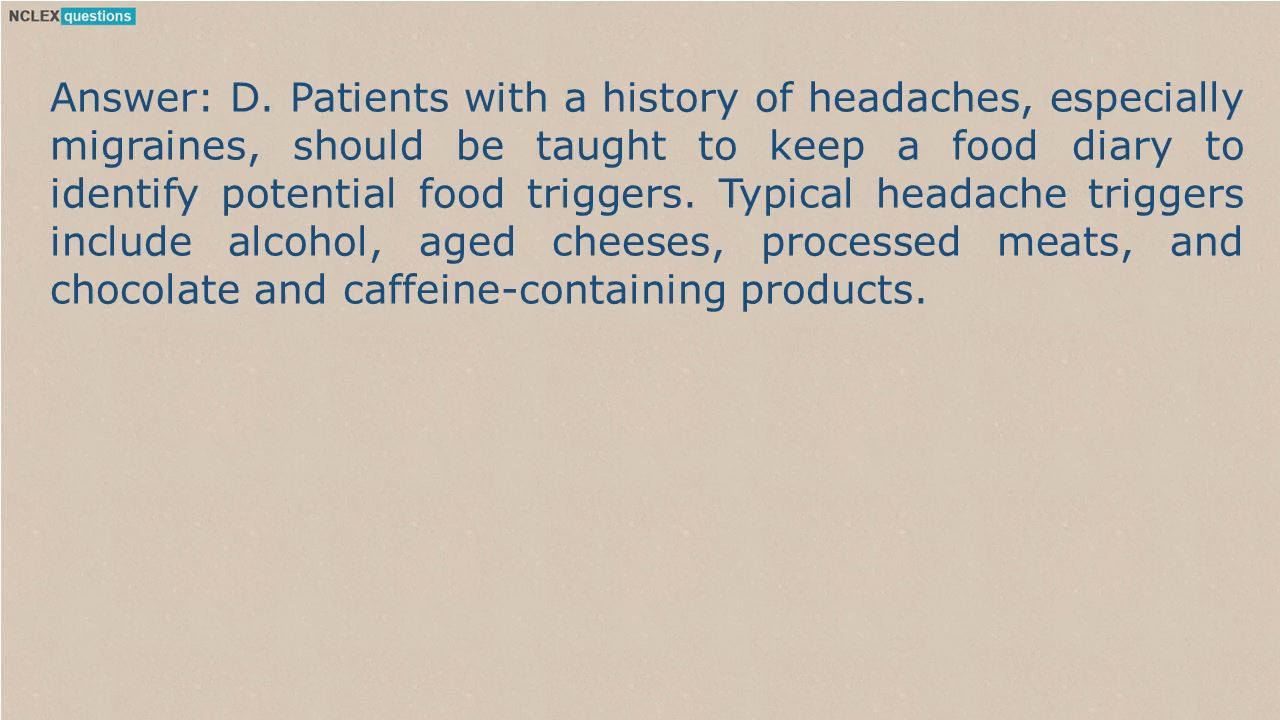 NCLEX questions
Answer: D. Patients with a history of headaches, especially
migraines, should be taught to keep a food diary to
identify potential food triggers. Typical headache triggers
include alcohol, aged cheeses, processed meats, and
chocolate and caffeine-containing products.